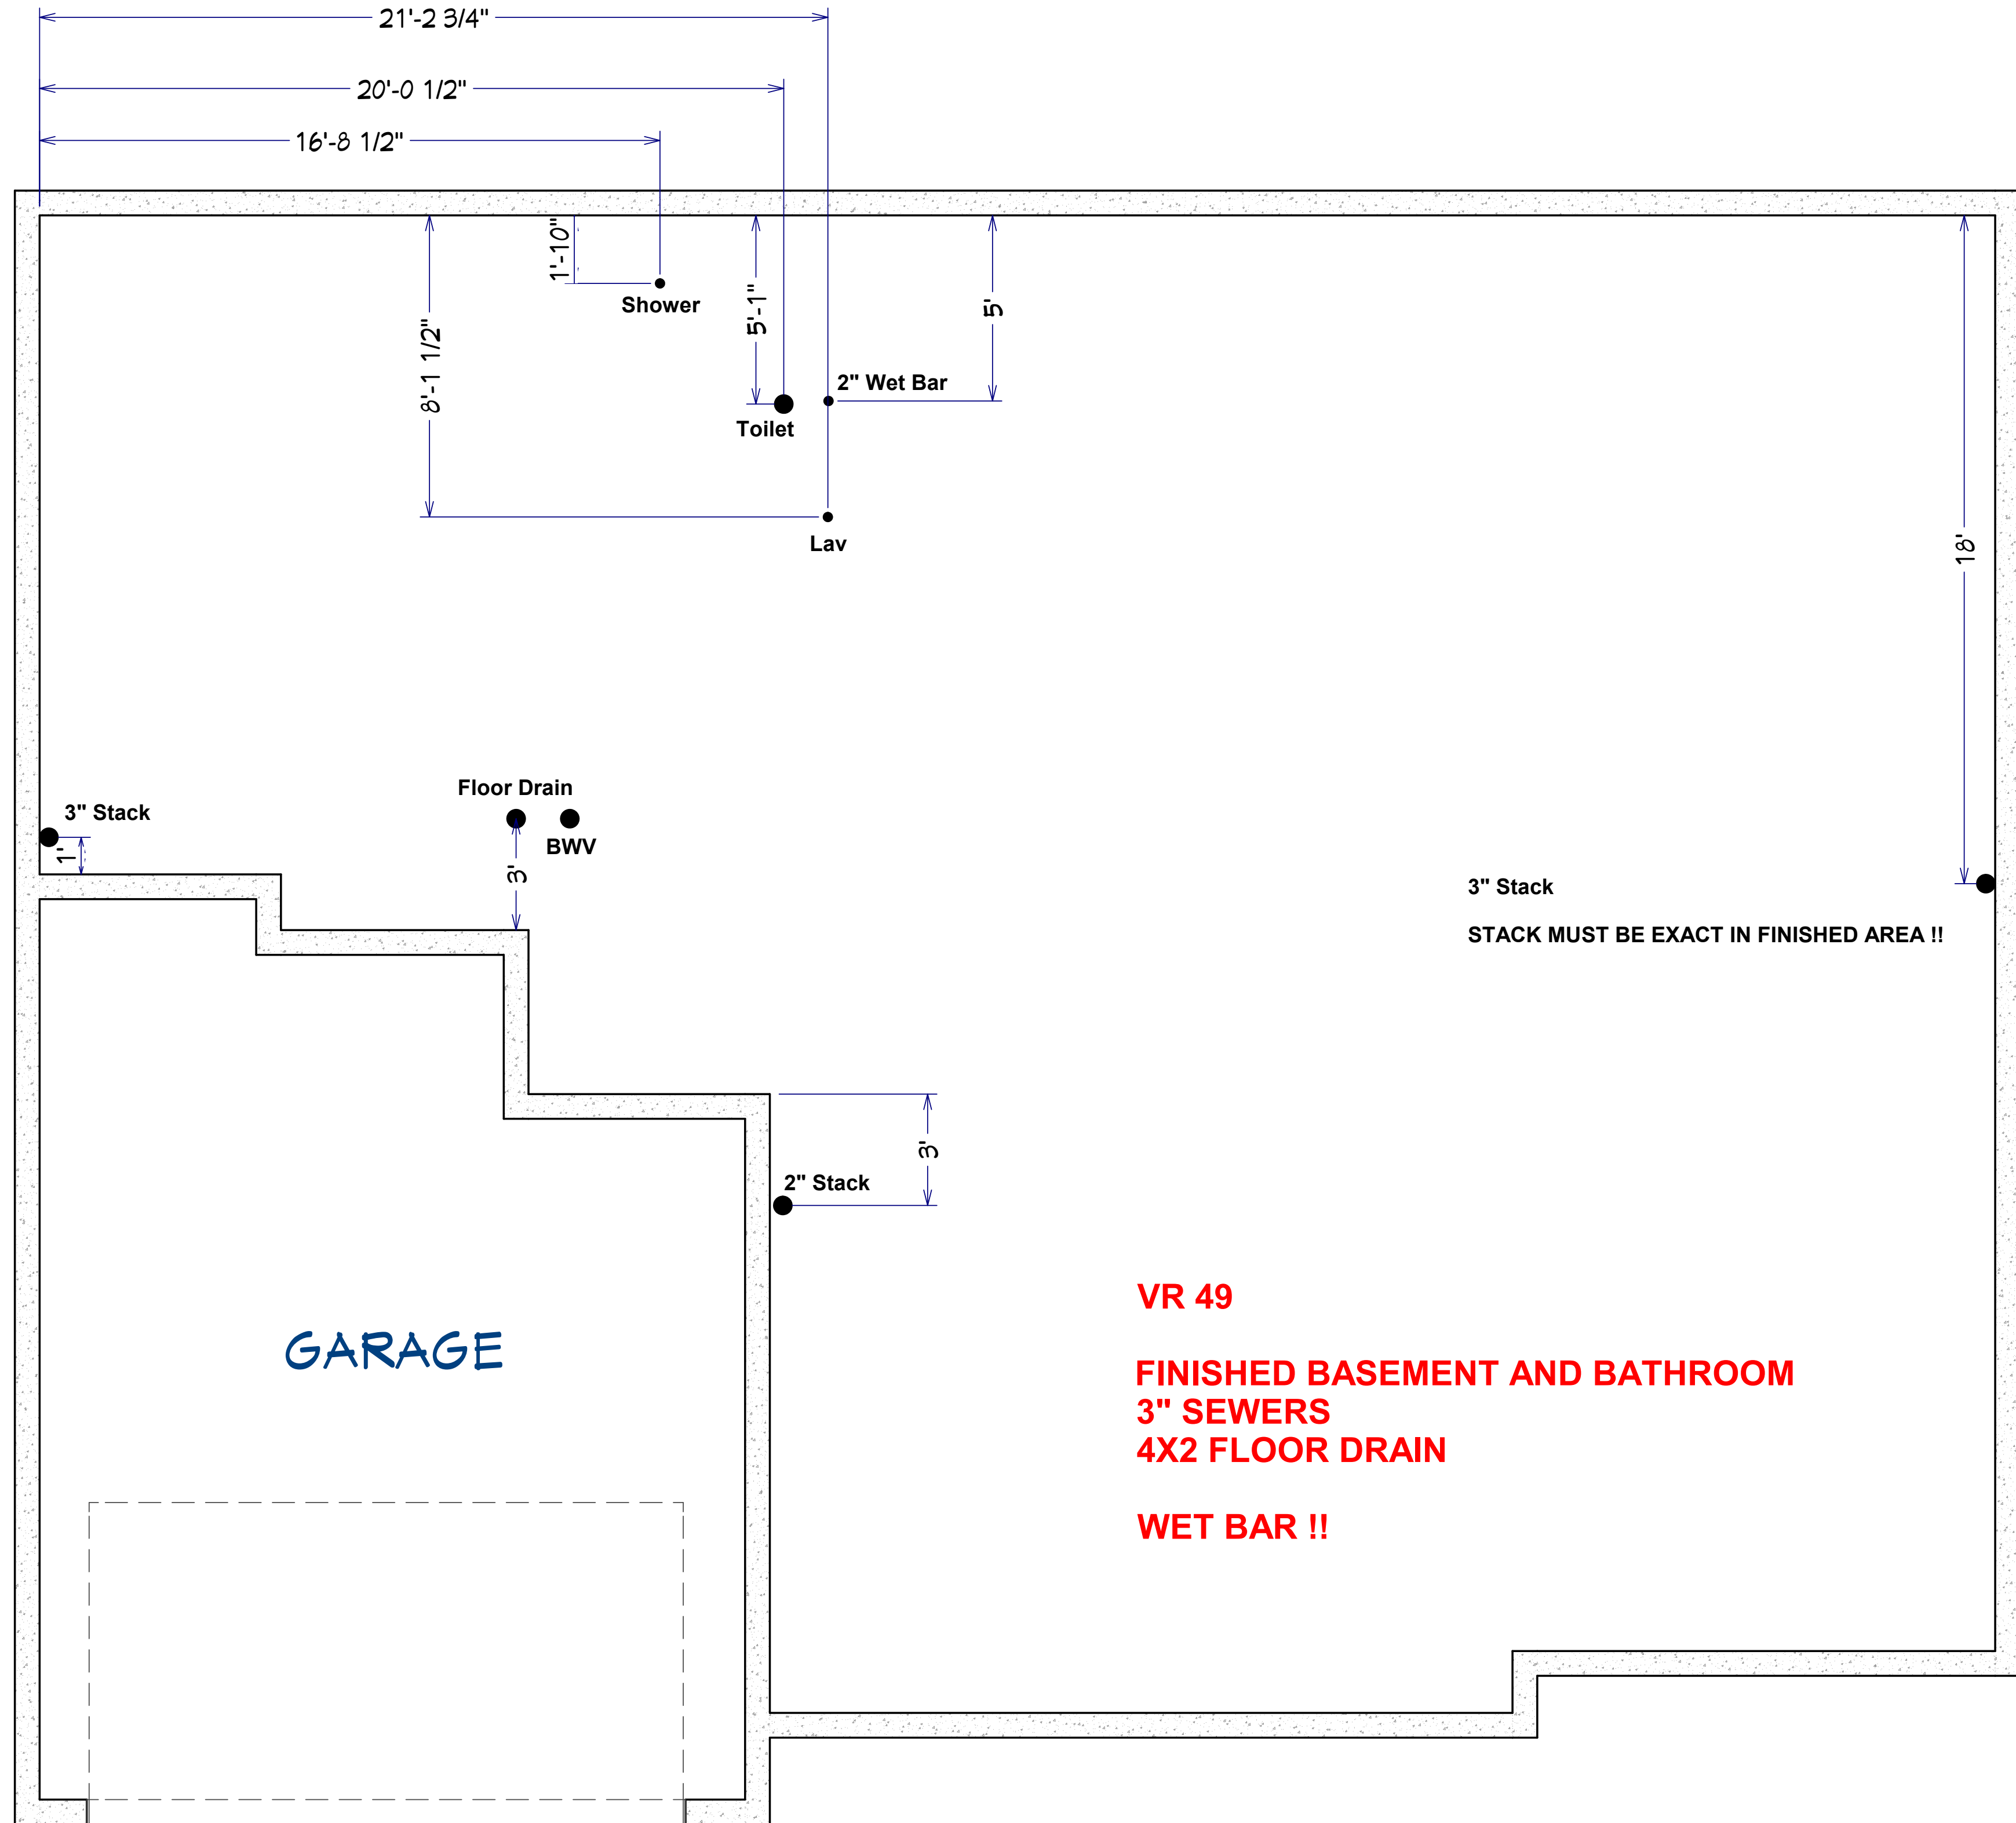 21'-2 3/4"
20'-0 1/2"
16'-8 1/2"
1'-10"
Shower
5'-1"
5'
8'-1 1/2"
2" Wet Bar
Toilet
Lav
18'
Floor Drain
3" Stack
BWV
1'
3'
3" Stack
STACK MUST BE EXACT IN FINISHED AREA !!
3'
2" Stack
VR 49
GARAGE
FINISHED BASEMENT AND BATHROOM
3" SEWERS
4X2 FLOOR DRAIN
WET BAR !!